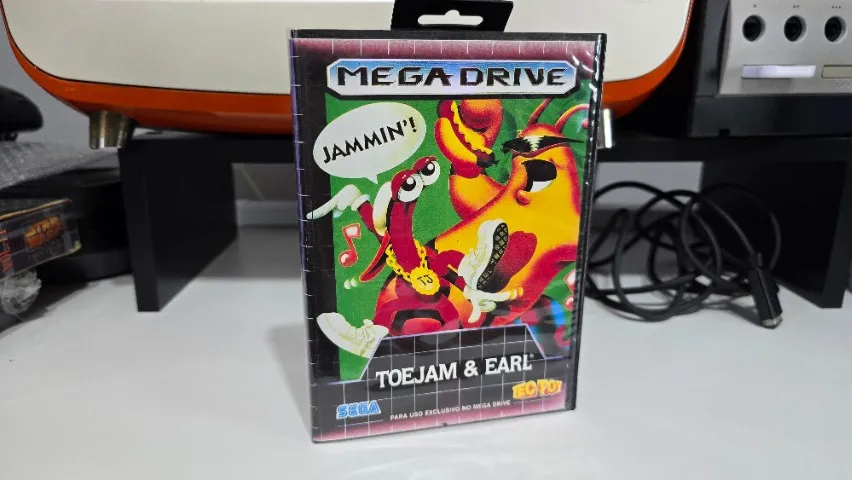 MEGA DRIVE
JAMMIN'!
TJ
TOEJAM & EARL®
SEGA
TEC TOY
PARA USO EXCLUSIVO NO MEGA DRIVE